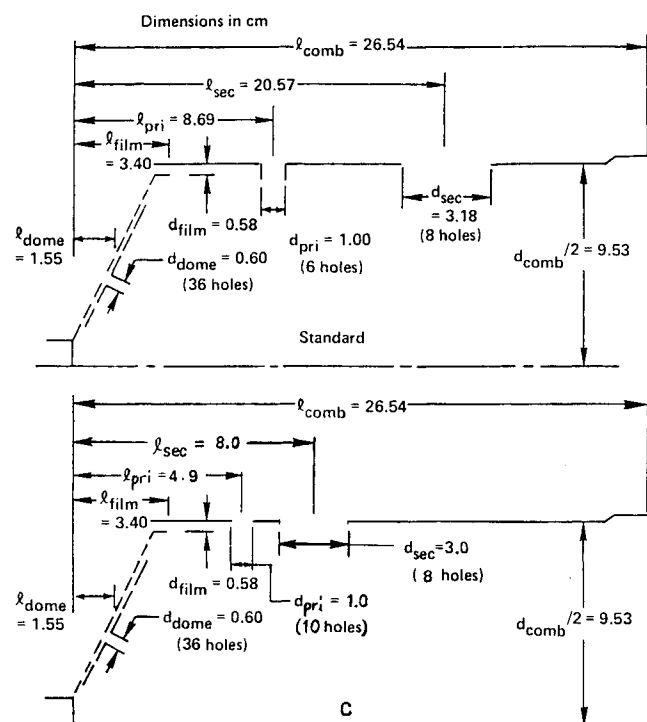 Dimensions in cm
ℓcomb = 26.54
ℓsec = 20.57
ℓpri = 8.69
ℓfilm
= 3.40
dfilm = 0.58
dsec
= 3.18
(8 holes)
ℓdome
= 1.55
ddome = 0.60
(36 holes)
dpri = 1.00
(6 holes)
dcomb/2 = 9.53
Standard
ℓcomb = 26.54
ℓsec = 8.0
ℓpri = 4.9
ℓfilm
= 3.40
dfilm = 0.58
dsec=3.0
(8 holes)
ℓdome
= 1.55
ddome = 0.60
(36 holes)
dpri = 1.0
(10 holes)
dcomb/2 = 9.53
C